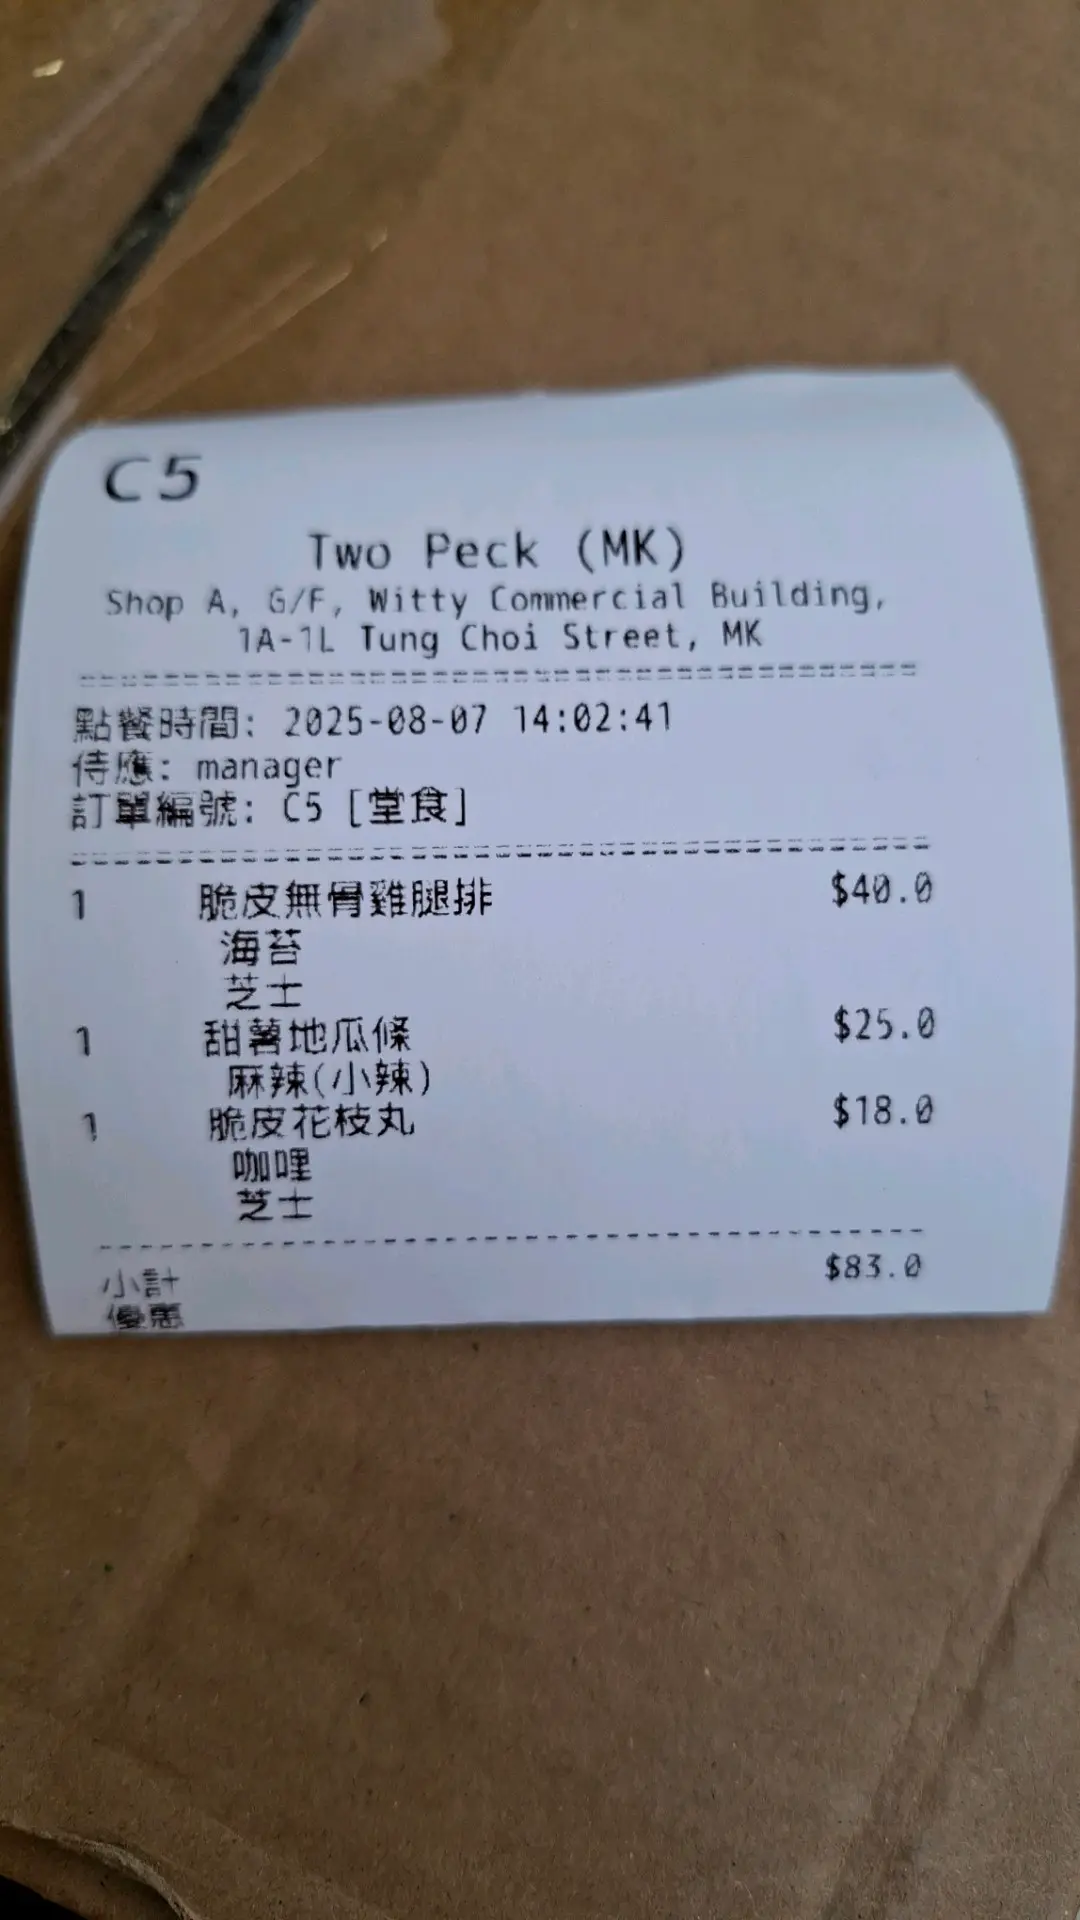 C5
Two Peck (MK)
Shop A, G/F, Witty Commercial Building,
1A-1L Tung Choi Street, MK
點餐時間: 2025-08-07 14:02:41
侍應: manager
訂單編號: C5 [堂食]
1 脆皮無骨雞腿排 $40.0
海苔
芝士
1 甜薯地瓜條 $25.0
麻辣(小辣)
1 脆皮花枝丸 $18.0
咖哩
芝士
小計 $83.0
優惠